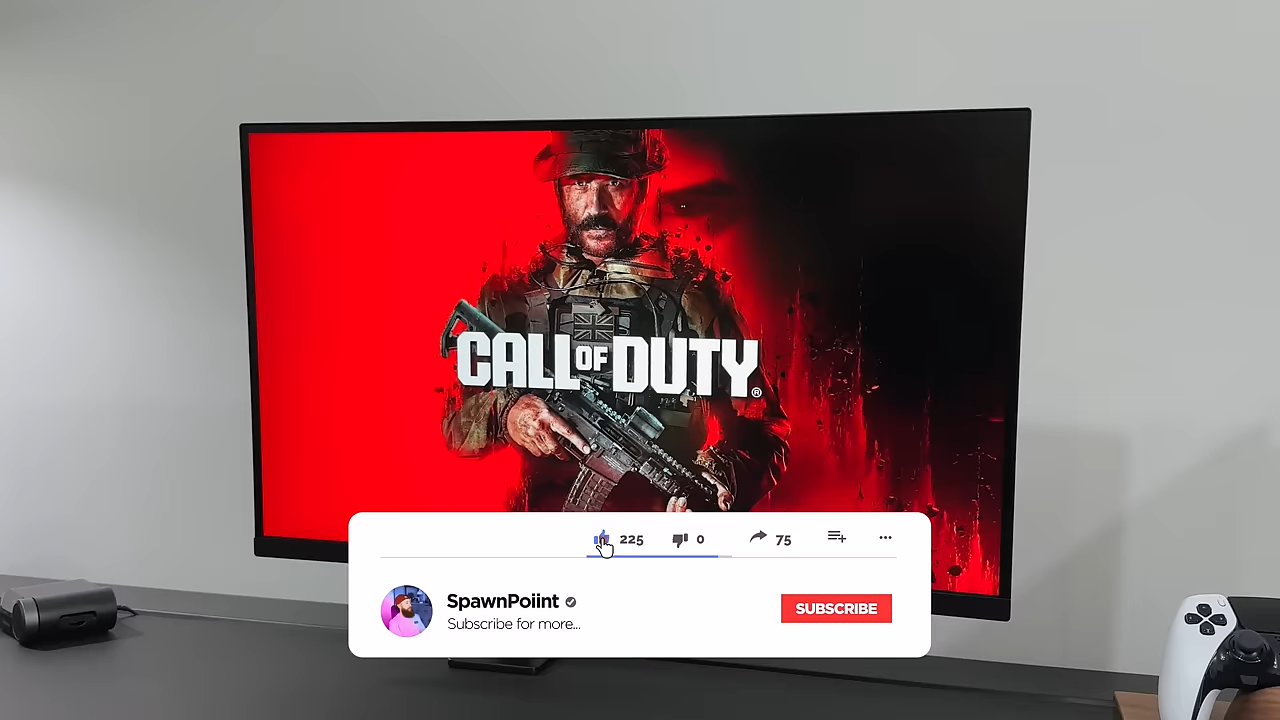 CALL OF DUTY®
225 0 75
SpawnPoiint
Subscribe for more...
SUBSCRIBE